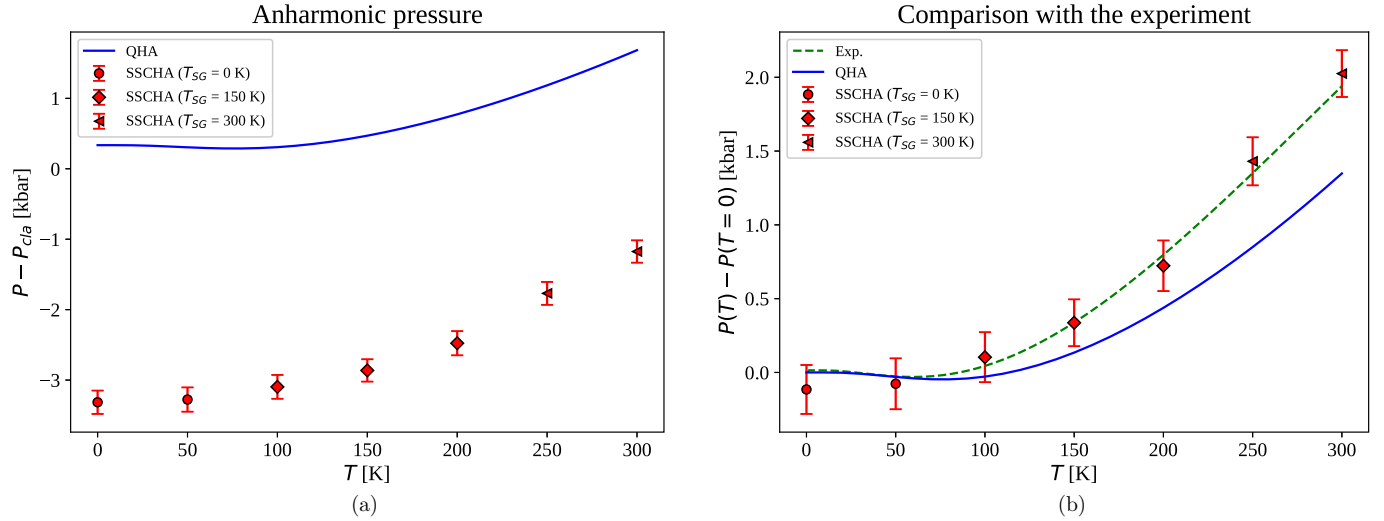 Anharmonic pressure
QHA
SSCHA (T_SG = 0 K)
SSCHA (T_SG = 150 K)
SSCHA (T_SG = 300 K)
1
0
−1
−2
−3
P − P_cla [kbar]
0 50 100 150 200 250 300
T [K]
(a)
Comparison with the experiment
Exp.
QHA
SSCHA (T_SG = 0 K)
SSCHA (T_SG = 150 K)
SSCHA (T_SG = 300 K)
2.0
1.5
1.0
0.5
0.0
P(T) − P(T = 0) [kbar]
0 50 100 150 200 250 300
T [K]
(b)